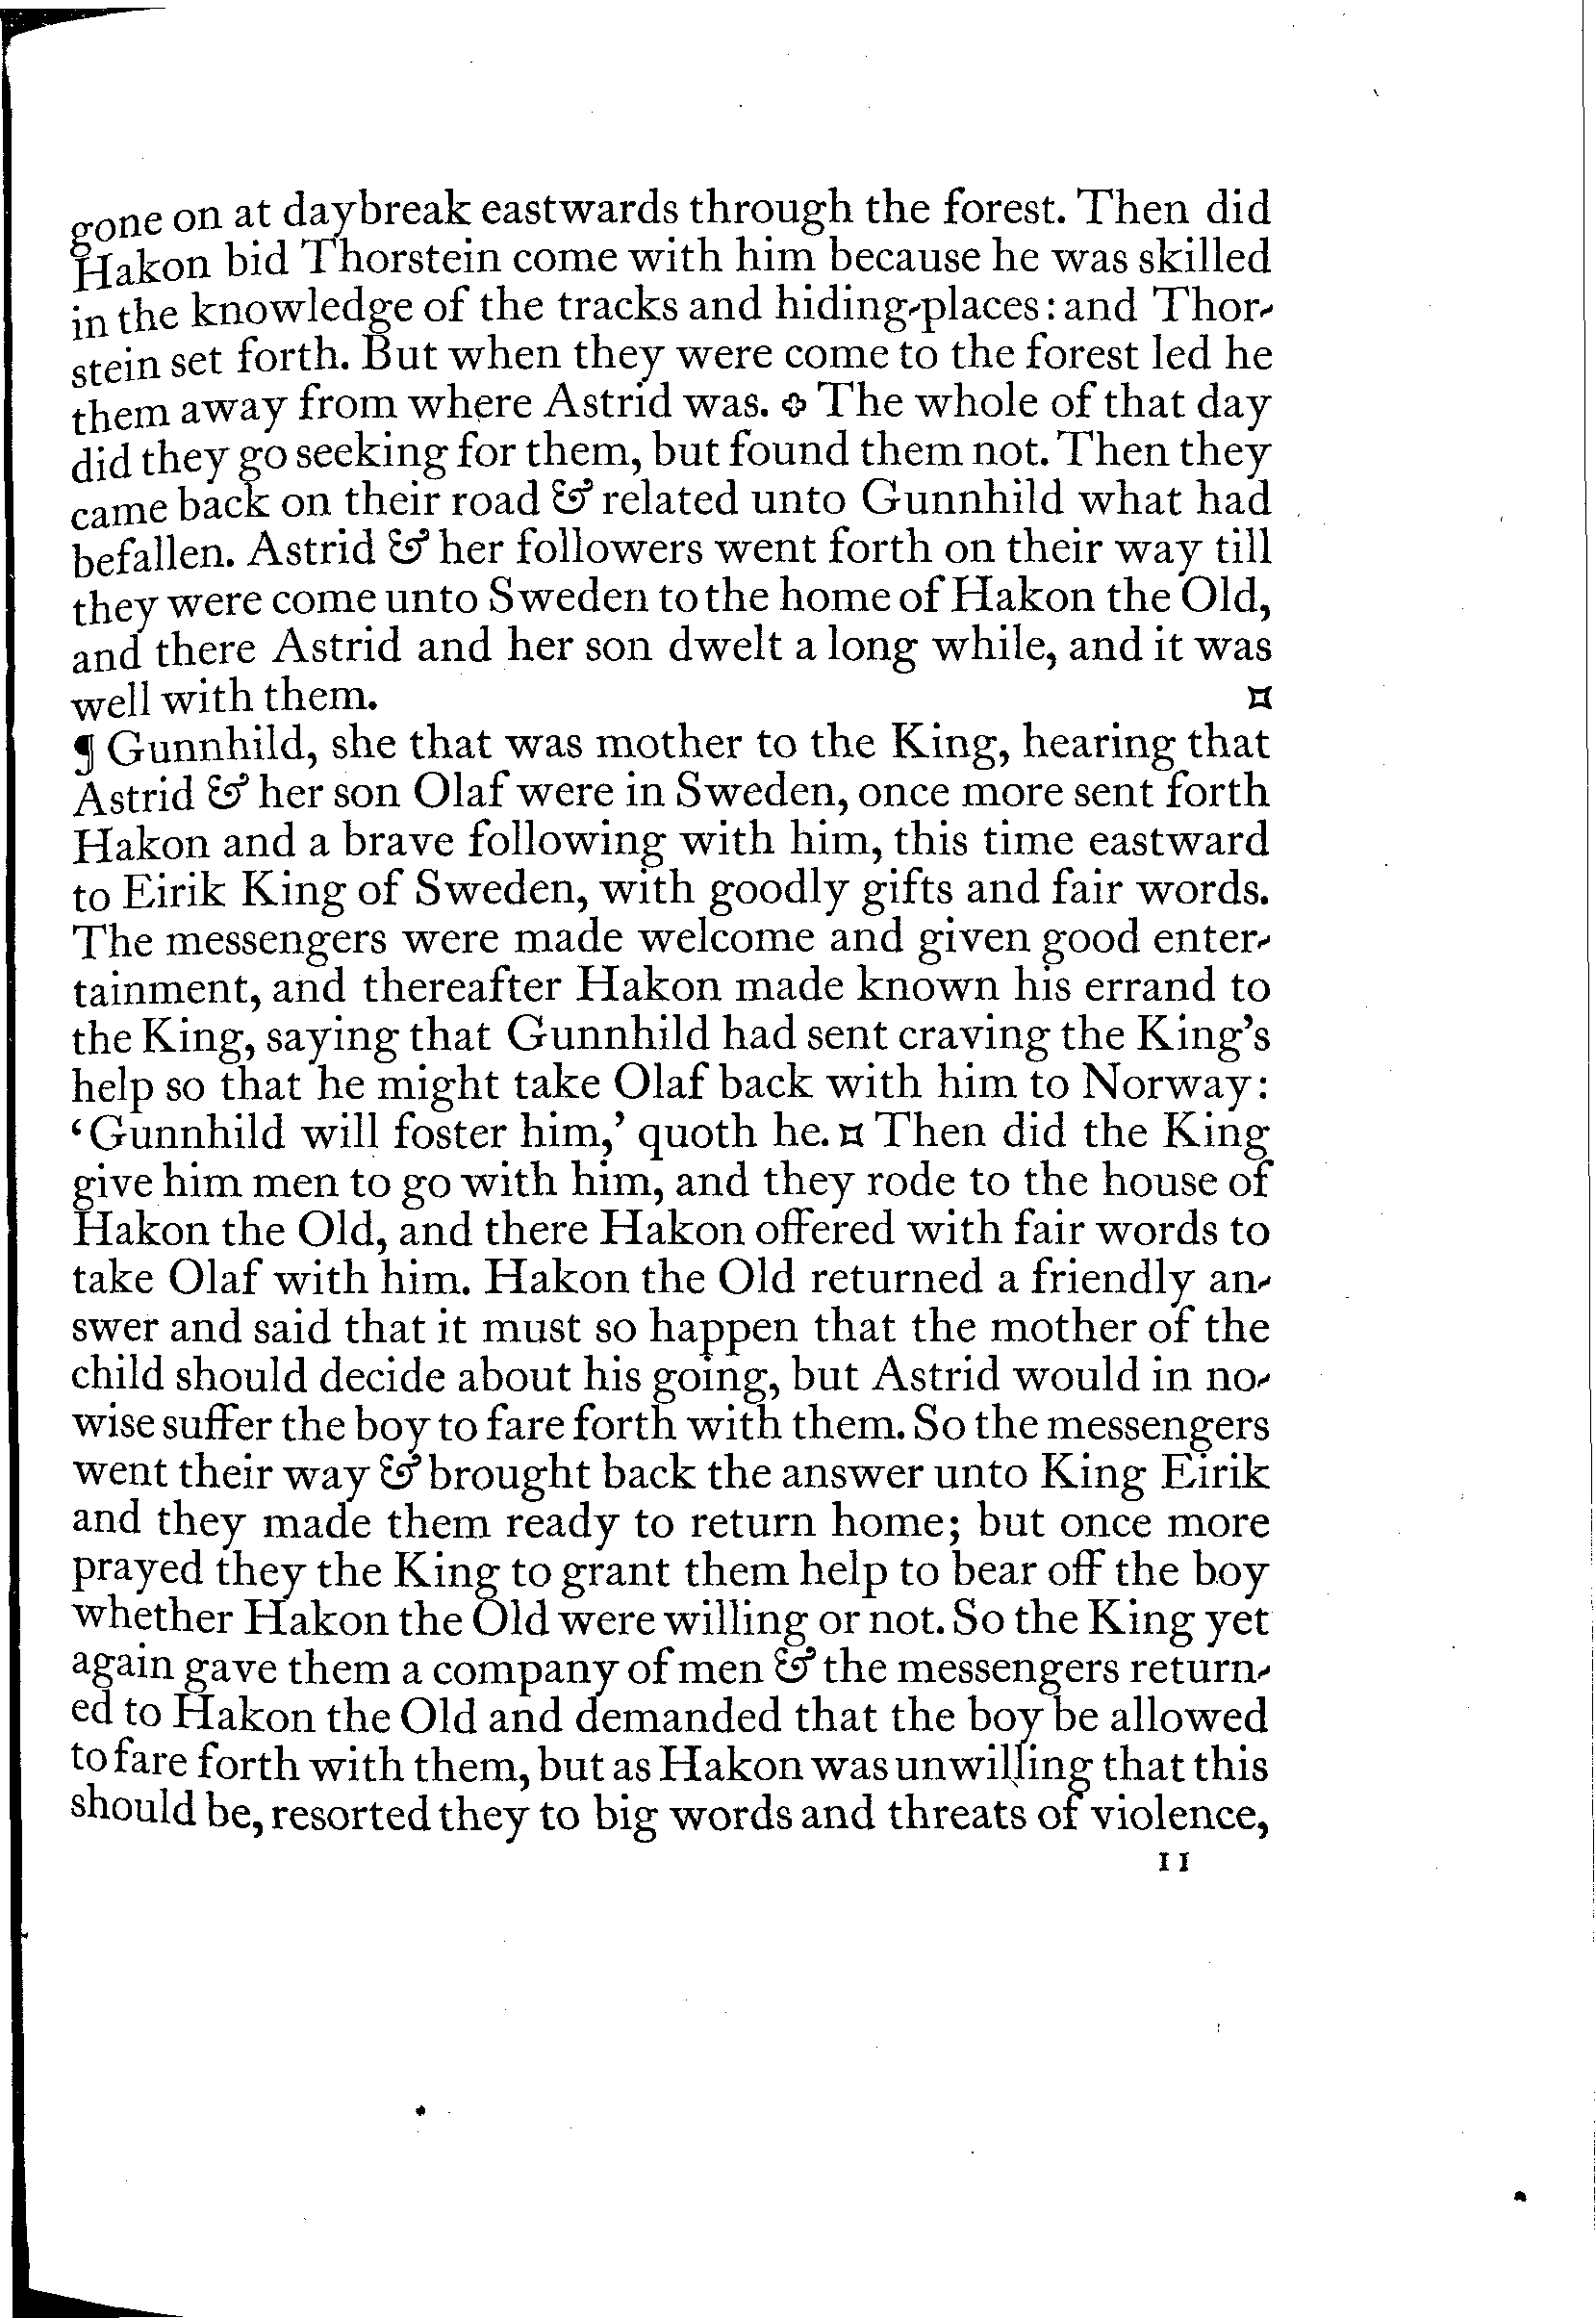 gone on at daybreak eastwards through the forest. Then did
Hakon bid Thorstein come with him because he was skilled
in the knowledge of the tracks and hiding-places: and Thor-
stein set forth. But when they were come to the forest led he
them away from where Astrid was. ✥ The whole of that day
did they go seeking for them, but found them not. Then they
came back on their road & related unto Gunnhild what had
befallen. Astrid & her followers went forth on their way till
they were come unto Sweden to the home of Hakon the Old,
and there Astrid and her son dwelt a long while, and it was
well with them. ¤
¶ Gunnhild, she that was mother to the King, hearing that
Astrid & her son Olaf were in Sweden, once more sent forth
Hakon and a brave following with him, this time eastward
to Eirik King of Sweden, with goodly gifts and fair words.
The messengers were made welcome and given good enter-
tainment, and thereafter Hakon made known his errand to
the King, saying that Gunnhild had sent craving the King's
help so that he might take Olaf back with him to Norway:
‘Gunnhild will foster him,’ quoth he. ¤ Then did the King
give him men to go with him, and they rode to the house of
Hakon the Old, and there Hakon offered with fair words to
take Olaf with him. Hakon the Old returned a friendly an-
swer and said that it must so happen that the mother of the
child should decide about his going, but Astrid would in no-
wise suffer the boy to fare forth with them. So the messengers
went their way & brought back the answer unto King Eirik
and they made them ready to return home; but once more
prayed they the King to grant them help to bear off the boy
whether Hakon the Old were willing or not. So the King yet
again gave them a company of men & the messengers return-
ed to Hakon the Old and demanded that the boy be allowed
to fare forth with them, but as Hakon was unwilling that this
should be, resorted they to big words and threats of violence,
11